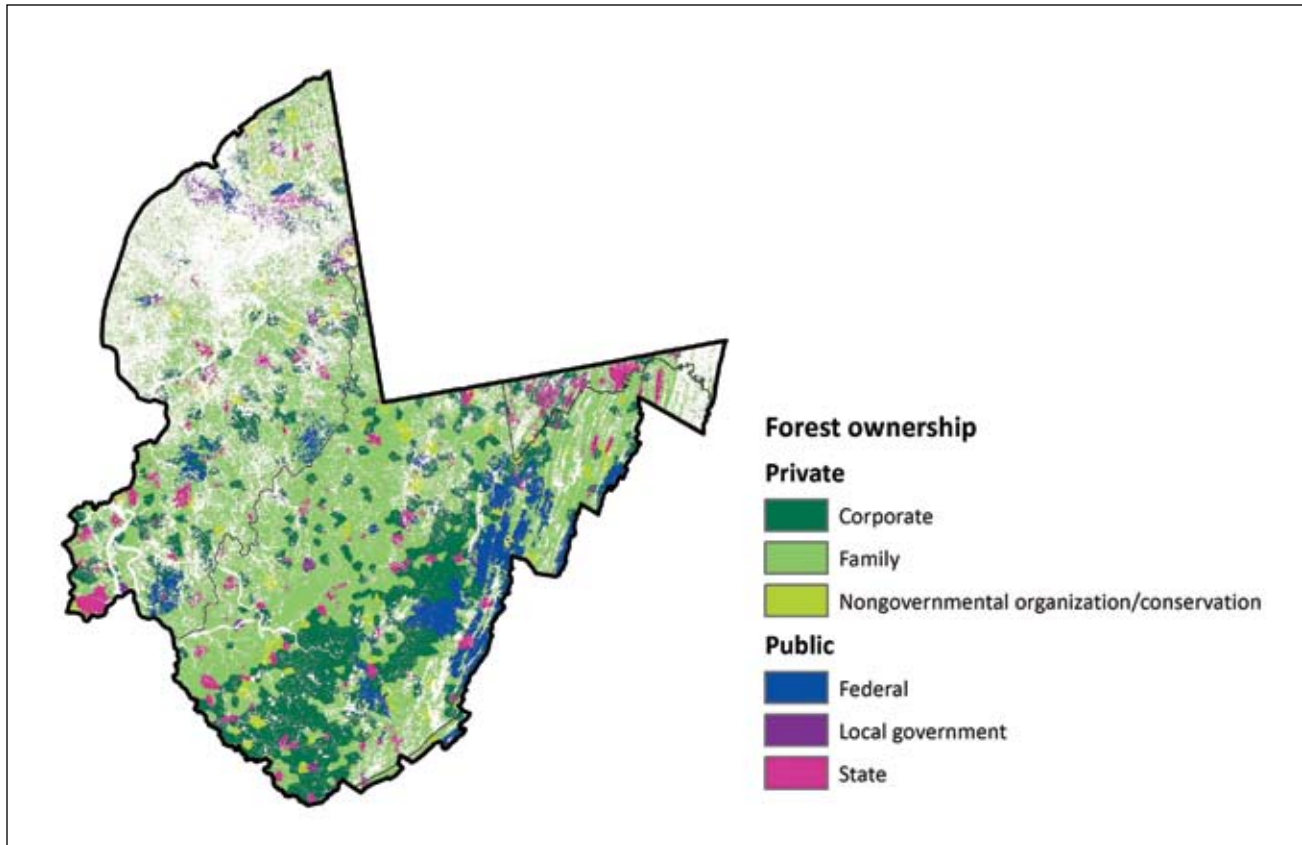 Forest ownership
Private
Corporate
Family
Nongovernmental organization/conservation
Public
Federal
Local government
State